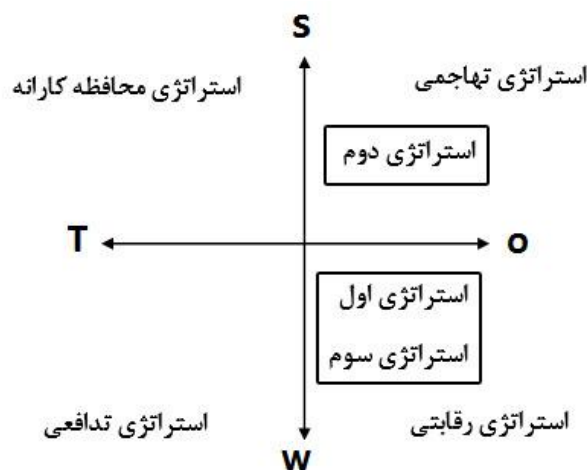 S
استراتژی تهاجمی
استراتژی محافظه کارانه
استراتژی دوم
T
O
استراتژی اول
استراتژی سوم
استراتژی رقابتی
استراتژی تدافعی
W